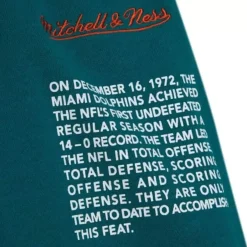 Mitchell & Ness
ON DECEMBER 16, 1972, THE
MIAMI DOLPHINS ACHIEVED
THE NFL'S FIRST UNDEFEATED
REGULAR SEASON WITH A
14-0 RECORD. THE TEAM LED
THE NFL IN TOTAL OFFENSE,
TOTAL DEFENSE, SCORING
OFFENSE AND SCORING
DEFENSE. THEY ARE ONLY
TEAM TO DATE TO ACCOMPLISH
THIS FEAT.